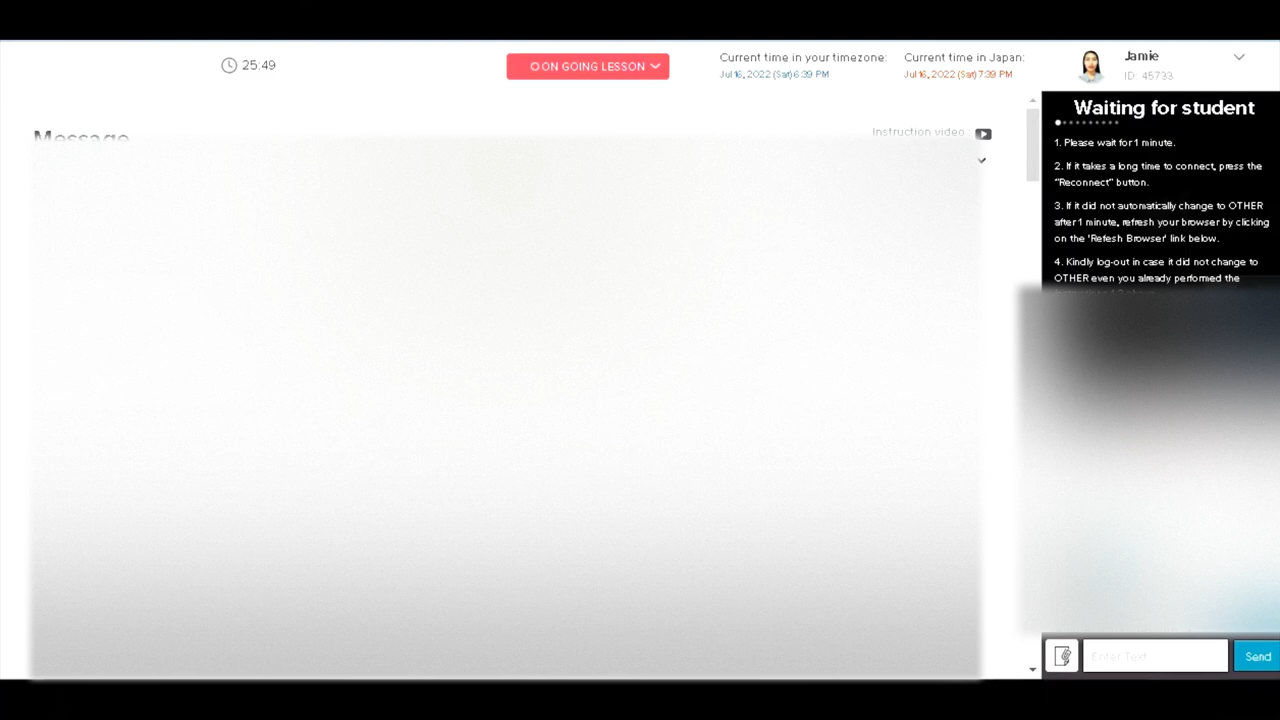 25:49
ON GOING LESSON
Current time in your timezone:
Jul 16, 2022 (Sat) 6:39 PM
Current time in Japan:
Jul 16, 2022 (Sat) 7:39 PM
Jamie
ID: 45733
Message
Instruction video
Waiting for student
1. Please wait for 1 minute.
2. If it takes a long time to connect, press the
"Reconnect" button.
3. If it did not automatically change to OTHER
after 1 minute, refresh your browser by clicking
on the 'Refesh Browser' link below.
4. Kindly log-out in case it did not change to
OTHER even you already performed the
Enter Text
Send